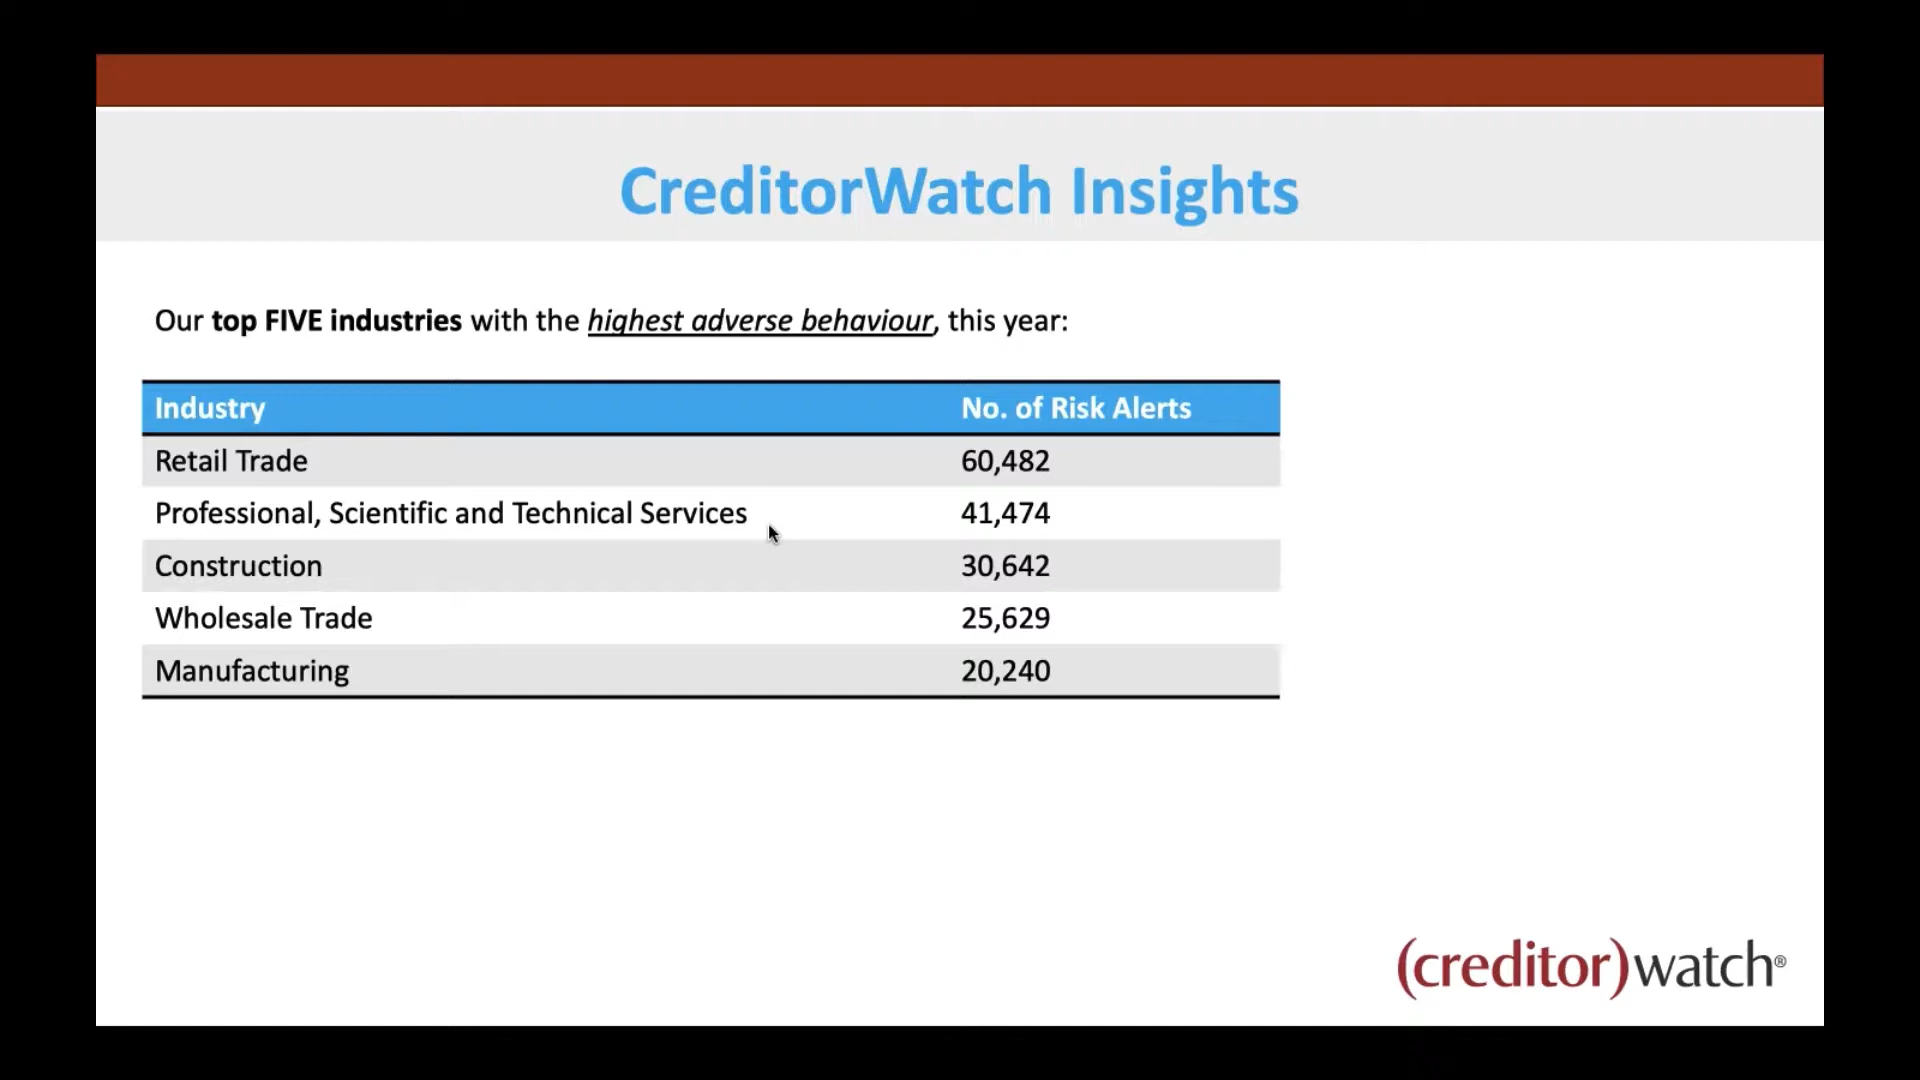 CreditorWatch Insights
Our top FIVE industries with the highest adverse behaviour, this year:
Industry No. of Risk Alerts
Retail Trade 60,482
Professional, Scientific and Technical Services 41,474
Construction 30,642
Wholesale Trade 25,629
Manufacturing 20,240
(creditor)watch®